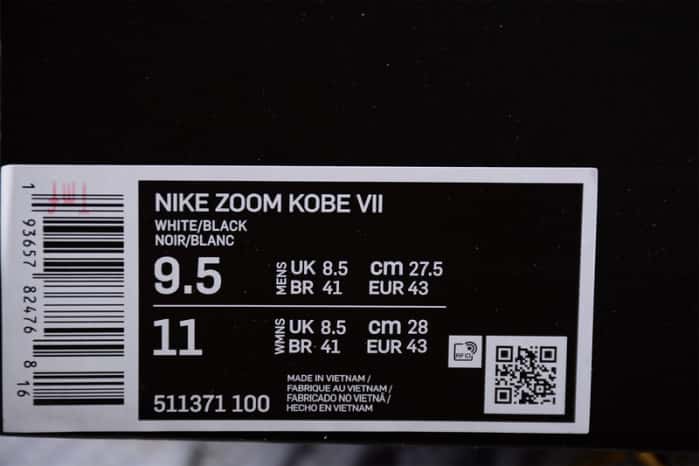 NIKE ZOOM KOBE VII
WHITE/BLACK
NOIR/BLANC
9.5 MENS UK 8.5 cm 27.5
BR 41 EUR 43
11 WMNS UK 8.5 cm 28
BR 41 EUR 43
RFID
511371 100
MADE IN VIETNAM /
FABRIQUE AU VIETNAM /
FABRICADO NO VIETNÃ /
HECHO EN VIETNAM
1 93657 82476 8 16